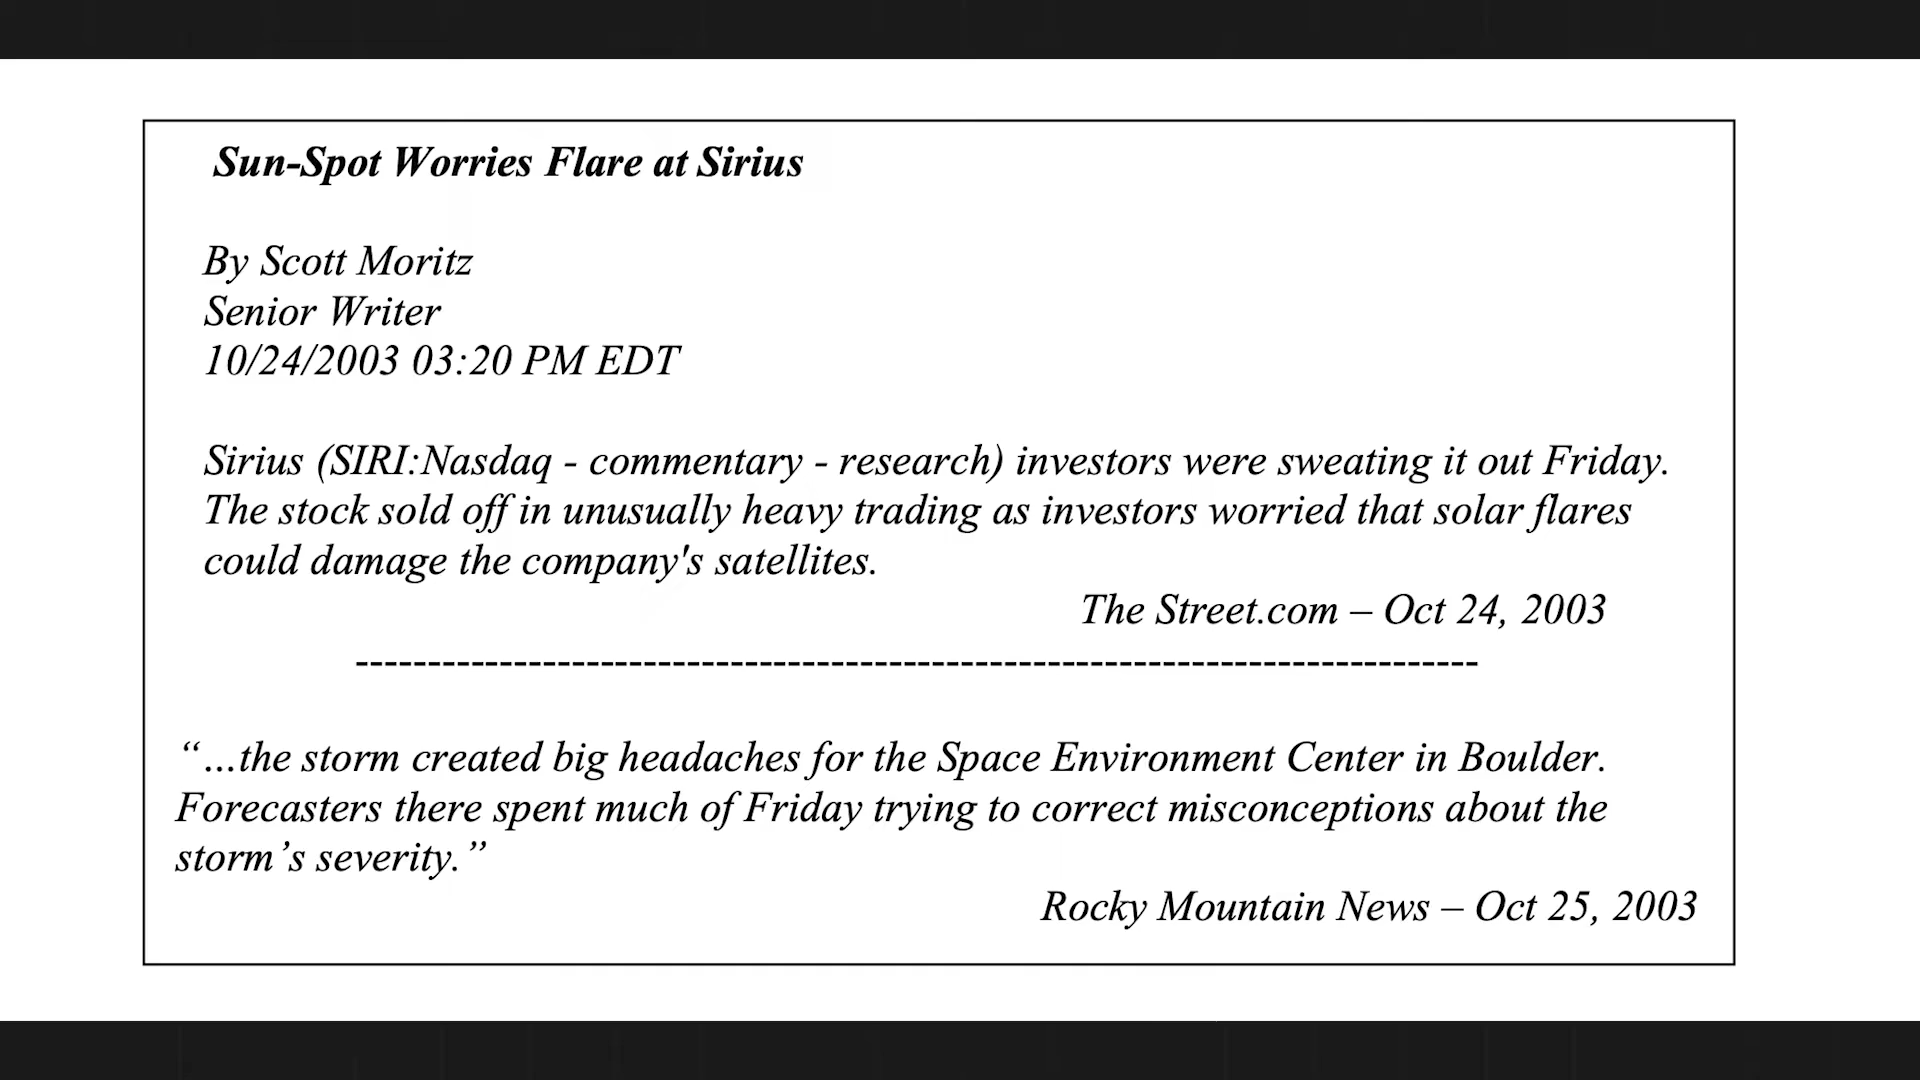 Sun-Spot Worries Flare at Sirius
By Scott Moritz
Senior Writer
10/24/2003 03:20 PM EDT
Sirius (SIRI:Nasdaq - commentary - research) investors were sweating it out Friday.
The stock sold off in unusually heavy trading as investors worried that solar flares
could damage the company's satellites.
The Street.com – Oct 24, 2003
------------------------------------------------------------------------------
“…the storm created big headaches for the Space Environment Center in Boulder.
Forecasters there spent much of Friday trying to correct misconceptions about the
storm’s severity.”
Rocky Mountain News – Oct 25, 2003